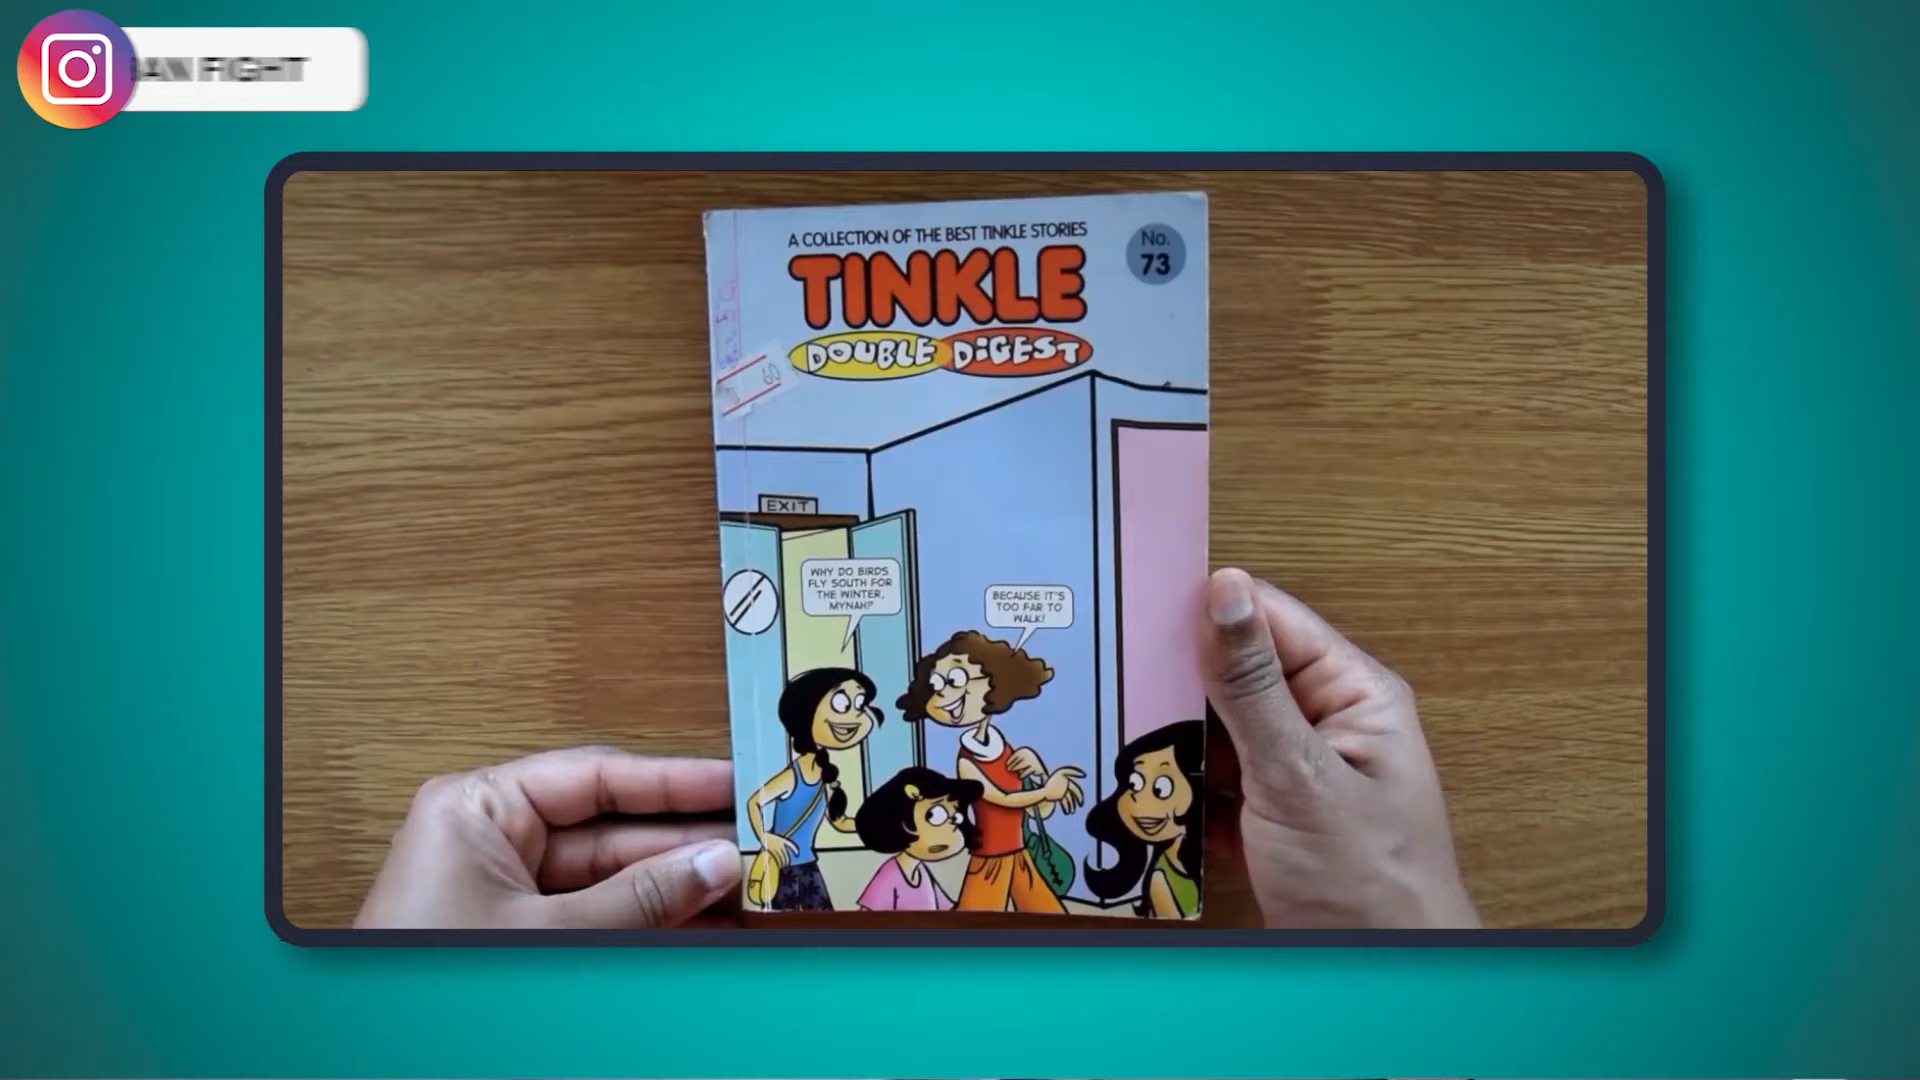 FIGHT
A COLLECTION OF THE BEST TINKLE STORIES
TINKLE
DOUBLE DIGEST
No.
73
60
EXIT
WHY DO BIRDS
FLY SOUTH FOR
THE WINTER,
MYNAH?
BECAUSE IT'S
TOO FAR TO
WALK!